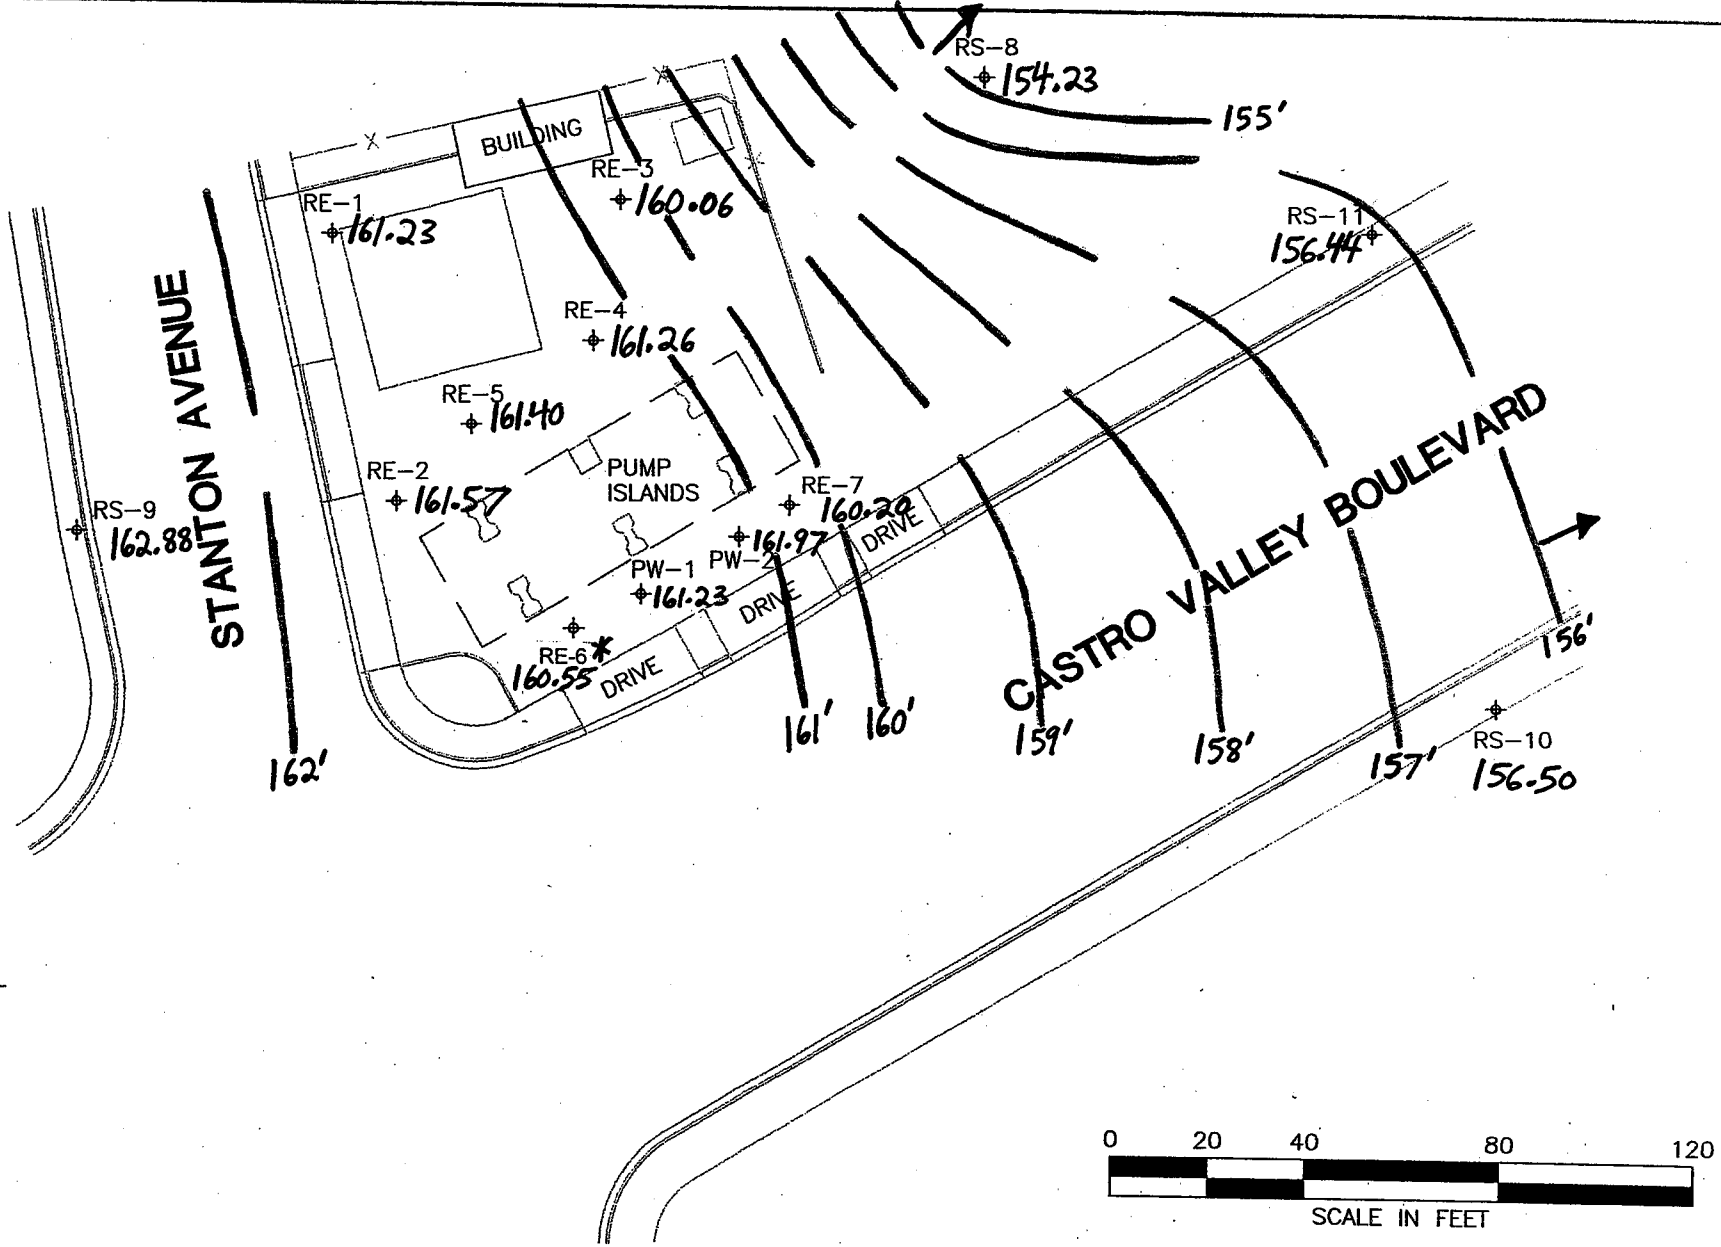 RS-8
154.23
155'
BUILDING
RE-3
160.06
RE-1
161.23
RS-11
156.44
STANTON AVENUE
RE-4
161.26
RE-5
161.40
PUMP
ISLANDS
RE-2
161.57
RE-7
160.20
RS-9
162.88
DRIVE
PW-2
161.97
PW-1
161.23
DRIVE
RE-6*
160.55
DRIVE
CASTRO VALLEY BOULEVARD
156'
161'
160'
159'
158'
157'
162'
RS-10
156.50
0 20 40 80 120
SCALE IN FEET